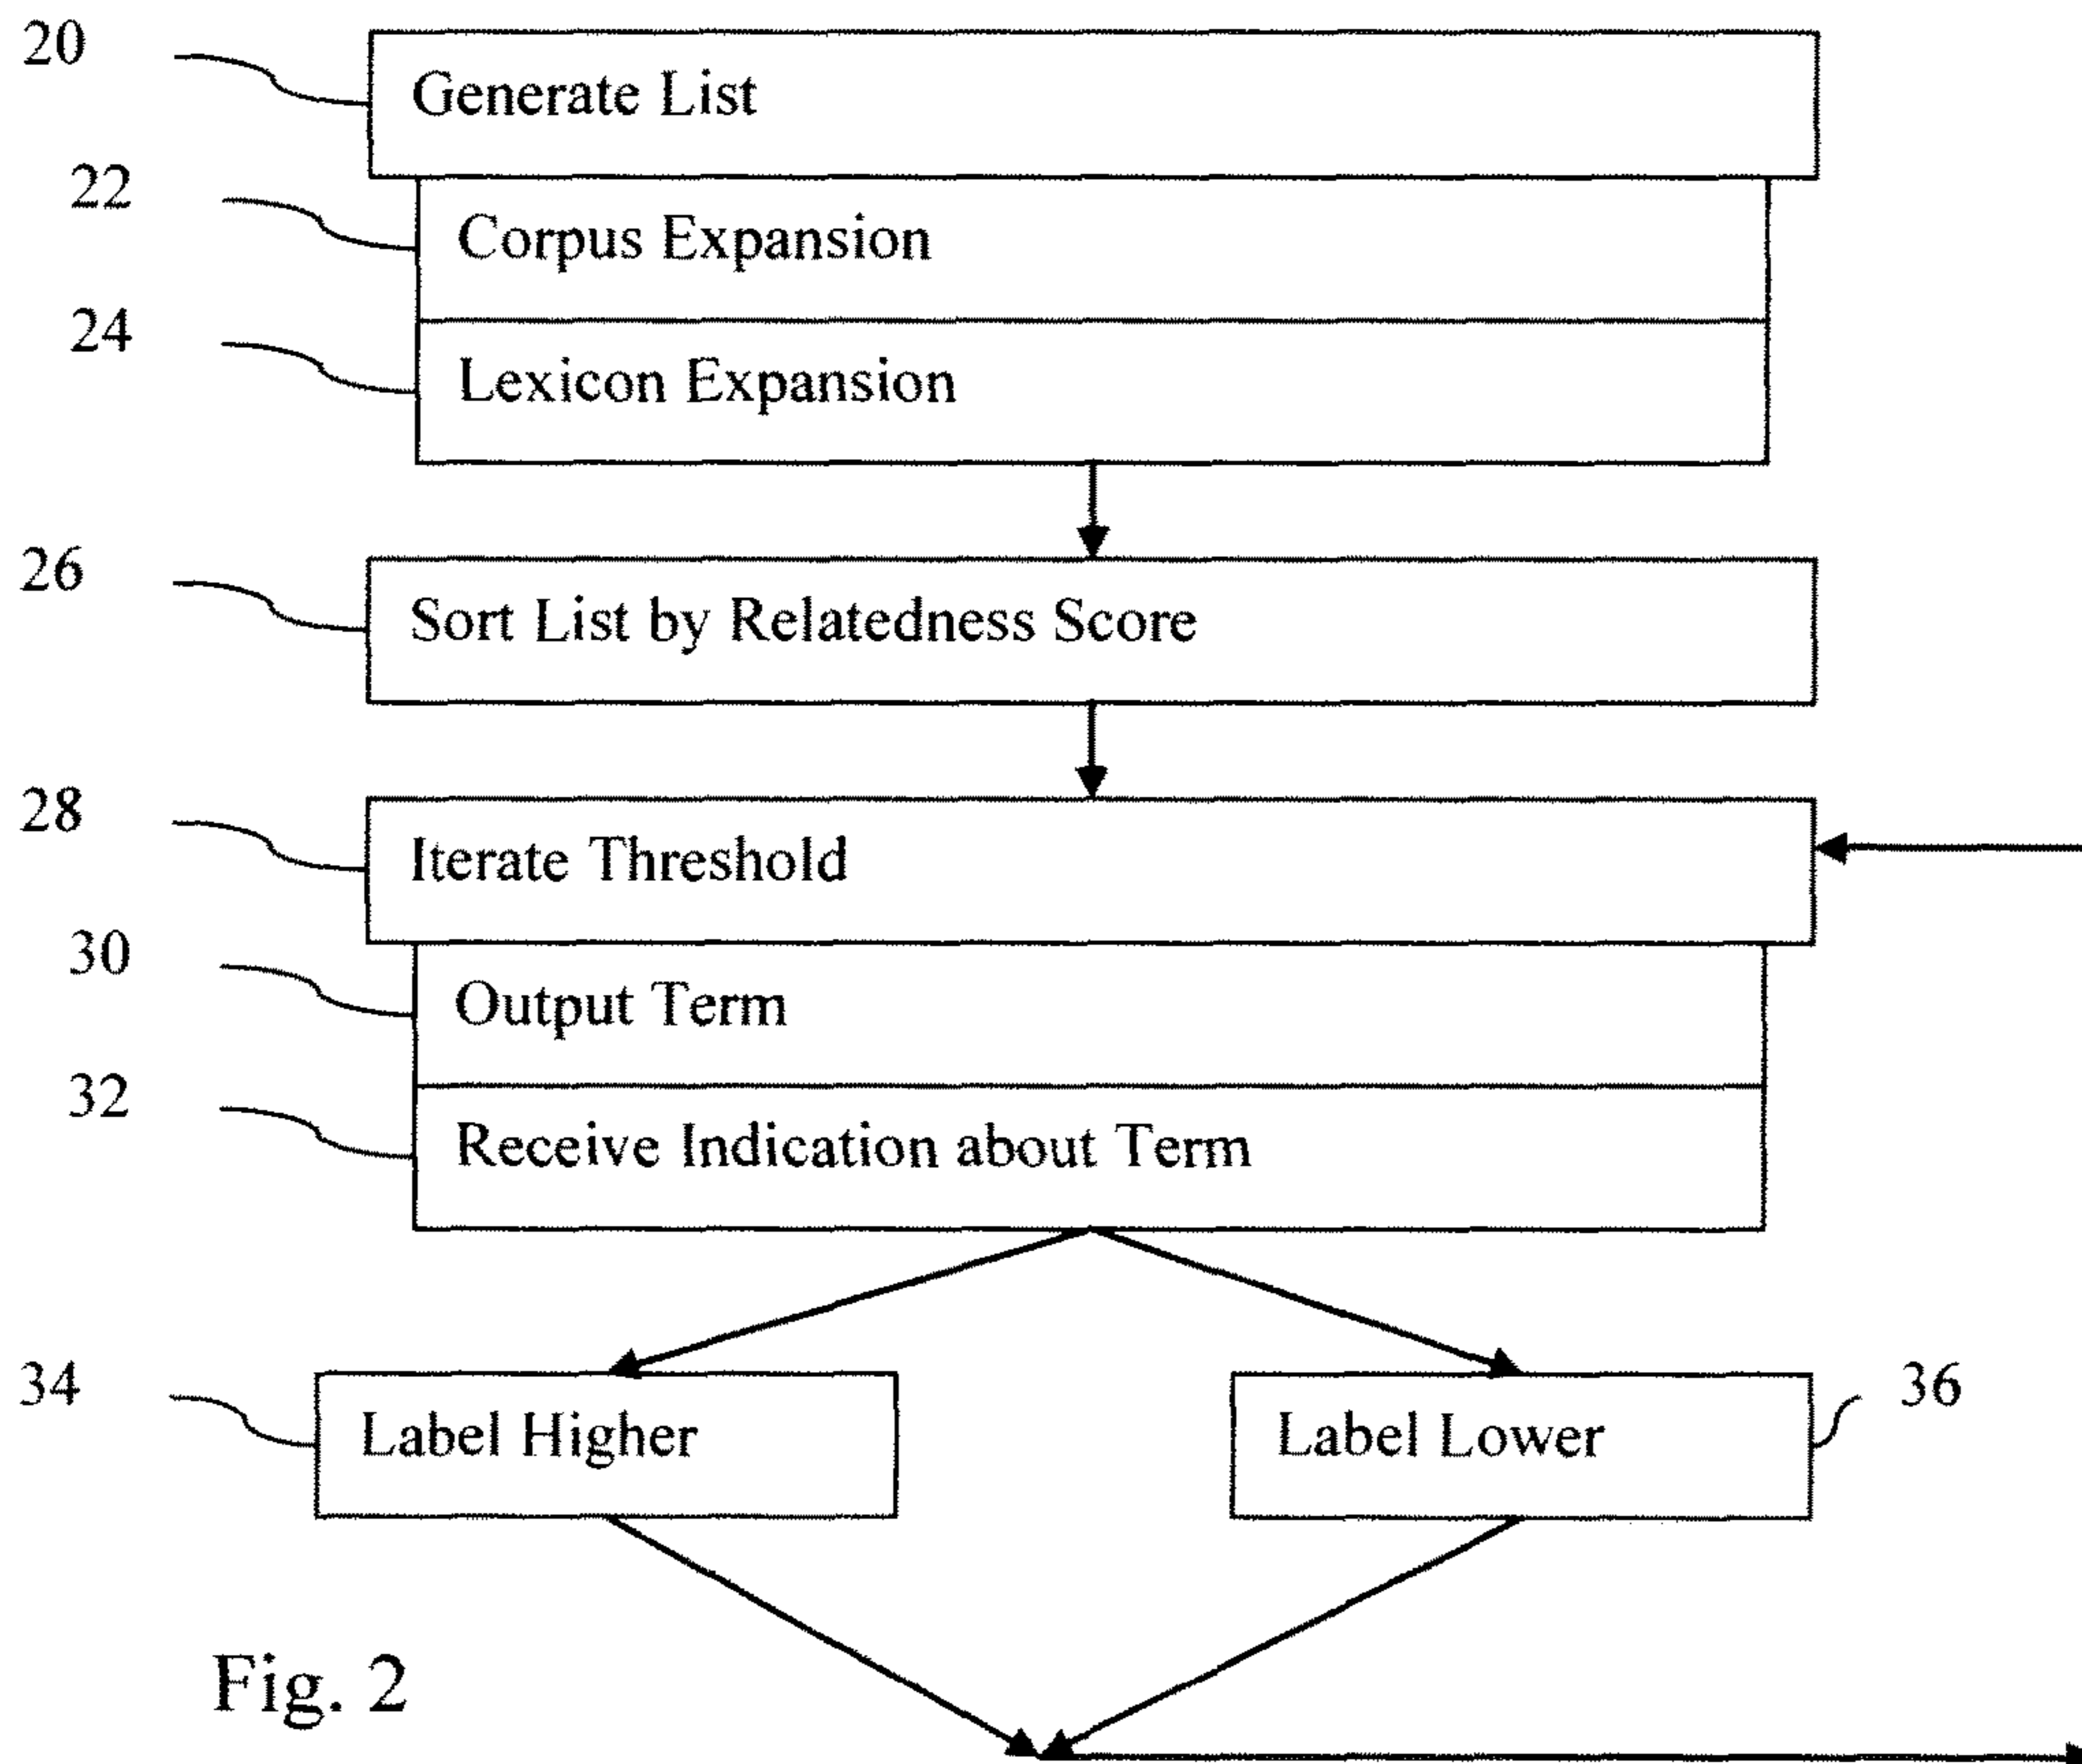 20
Generate List
22
Corpus Expansion
24
Lexicon Expansion
26
Sort List by Relatedness Score
28
Iterate Threshold
30
Output Term
32
Receive Indication about Term
34
Label Higher
Label Lower
36
Fig. 2